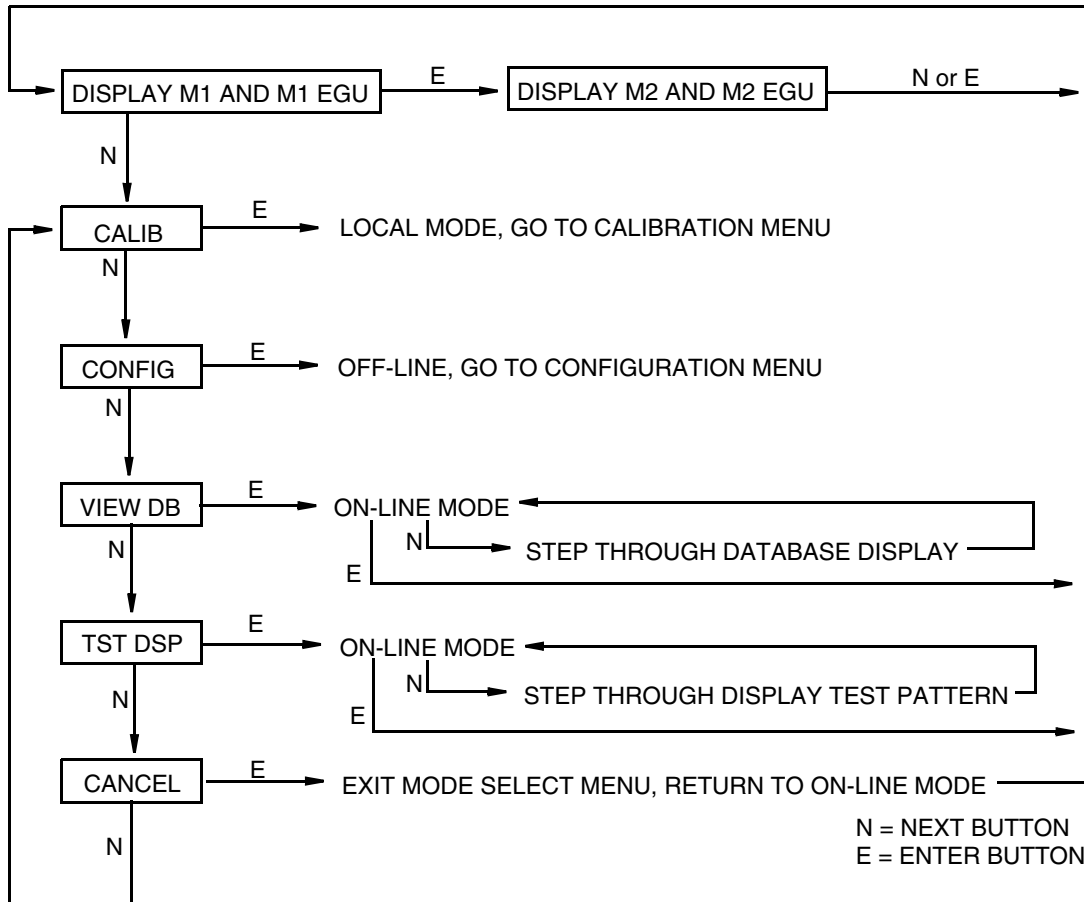 DISPLAY M1 AND M1 EGU
E
DISPLAY M2 AND M2 EGU
N or E
N
CALIB
E
LOCAL MODE, GO TO CALIBRATION MENU
N
CONFIG
E
OFF-LINE, GO TO CONFIGURATION MENU
N
VIEW DB
E
ON-LINE MODE
N
STEP THROUGH DATABASE DISPLAY
E
N
TST DSP
E
ON-LINE MODE
N
STEP THROUGH DISPLAY TEST PATTERN
E
N
CANCEL
E
EXIT MODE SELECT MENU, RETURN TO ON-LINE MODE
N
N = NEXT BUTTON
E = ENTER BUTTON